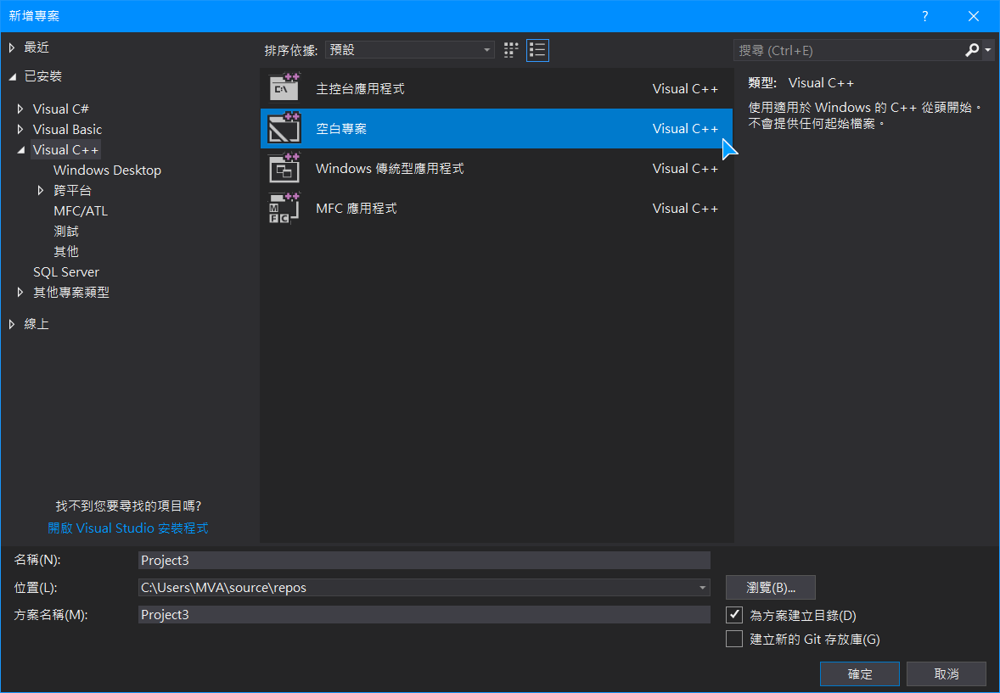 新增專案
?
最近
已安裝
Visual C#
Visual Basic
Visual C++
Windows Desktop
跨平台
MFC/ATL
測試
其他
SQL Server
其他專案類型
線上
找不到您要尋找的項目嗎?
開啟 Visual Studio 安裝程式
排序依據: 預設
主控台應用程式 Visual C++
空白專案 Visual C++
Windows 傳統型應用程式 Visual C++
MFC 應用程式 Visual C++
搜尋 (Ctrl+E)
類型: Visual C++
使用適用於 Windows 的 C++ 從頭開始。
不會提供任何起始檔案。
名稱(N): Project3
位置(L): C:\Users\MVA\source\repos 瀏覽(B)...
方案名稱(M): Project3
為方案建立目錄(D)
建立新的 Git 存放庫(G)
確定 取消